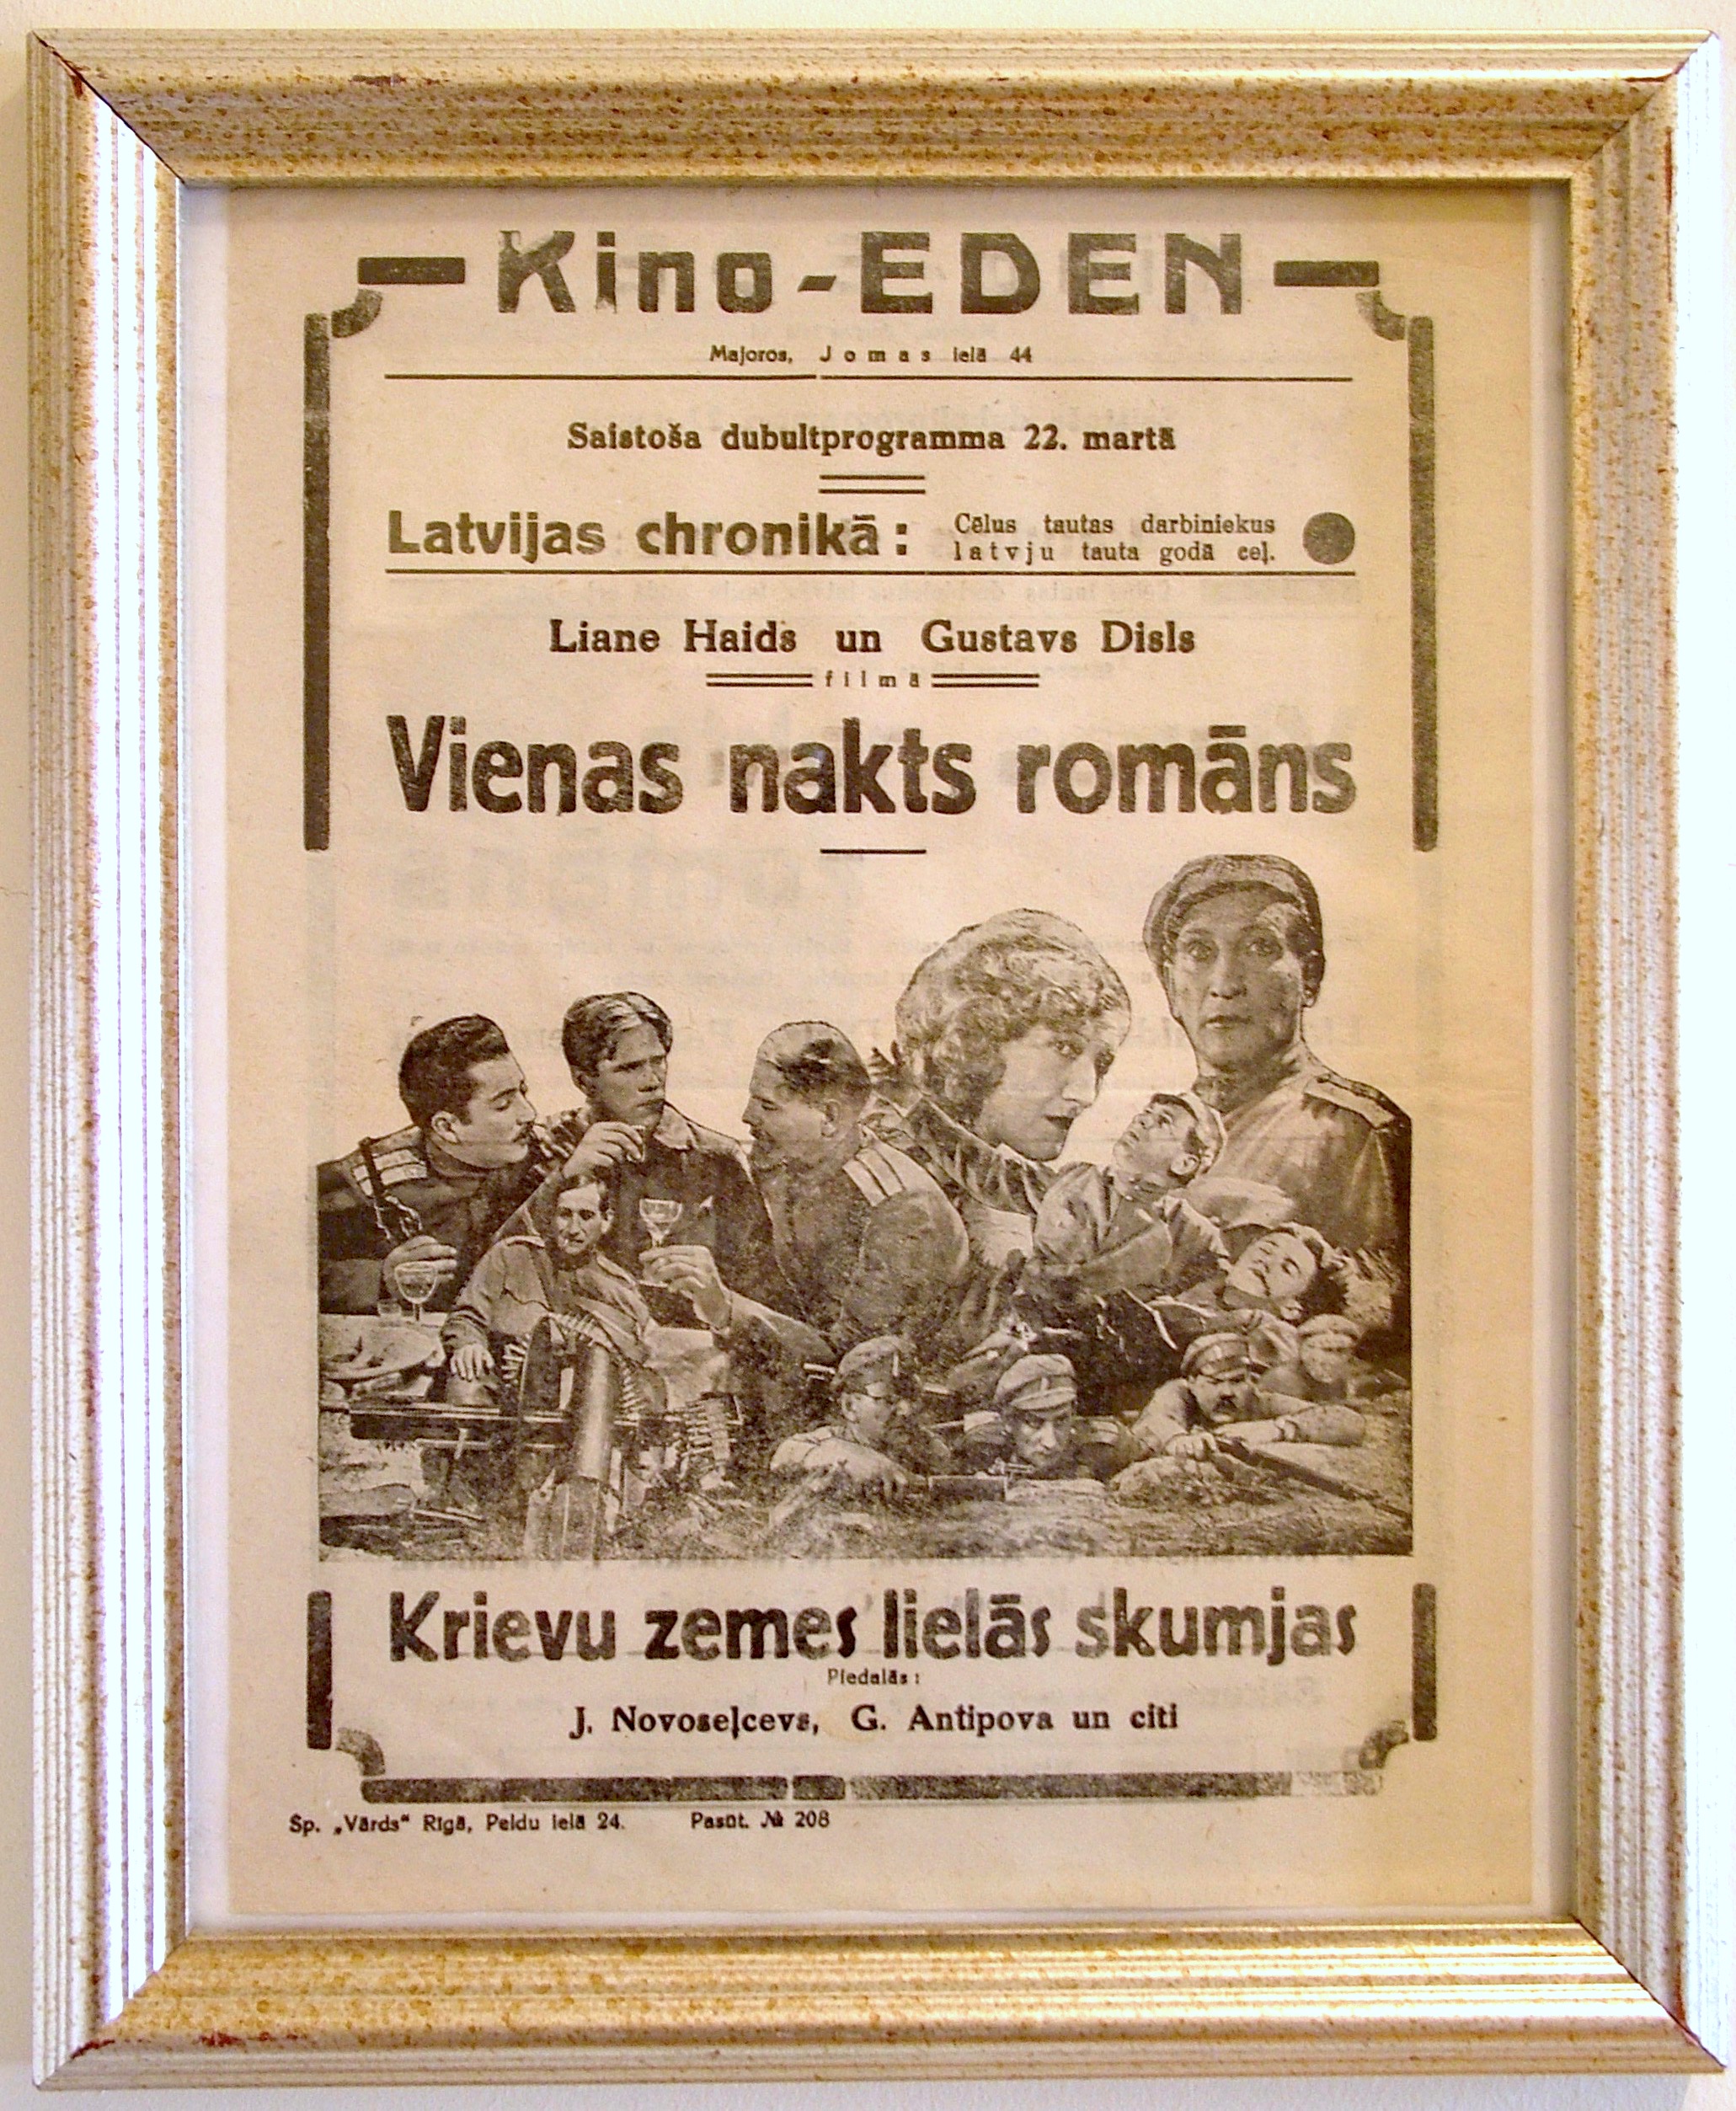 Kino-EDEN
Majoros, Jomas ielā 44
Saistoša dubultprogramma 22. martā
Latvijas chronikā: Cēlus tautas darbiniekus
latvju tauta godā ceļ.
Liane Haids un Gustavs Dīsls
filmā
Vienas nakts romāns
Krievu zemes lielās skumjas
Piedalās:
J. Novoseļcevs, G. Antipova un citi
Sp. „Vārds“ Rīgā, Peldu ielā 24. Pasūt. № 208